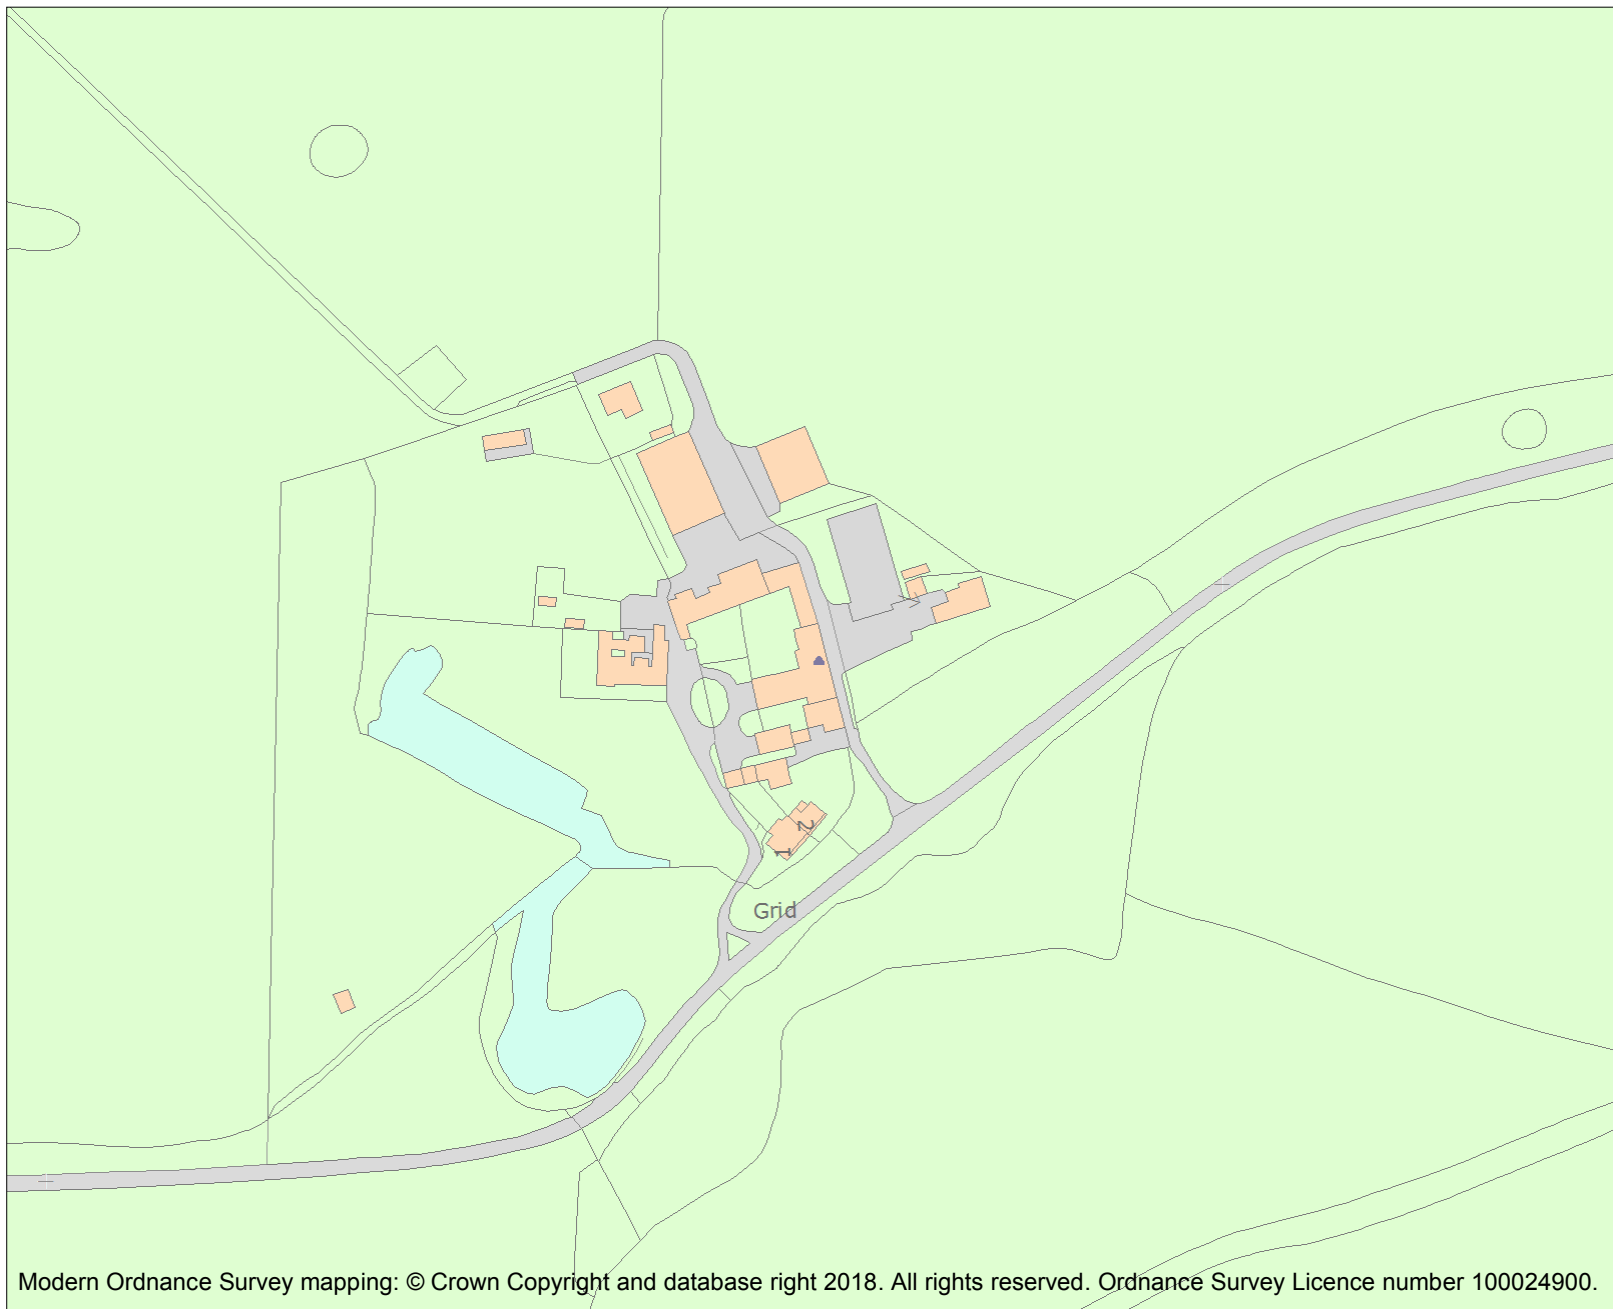 2
1
Grid
Modern Ordnance Survey mapping: © Crown Copyright and database right 2018. All rights reserved. Ordnance Survey Licence number 100024900.